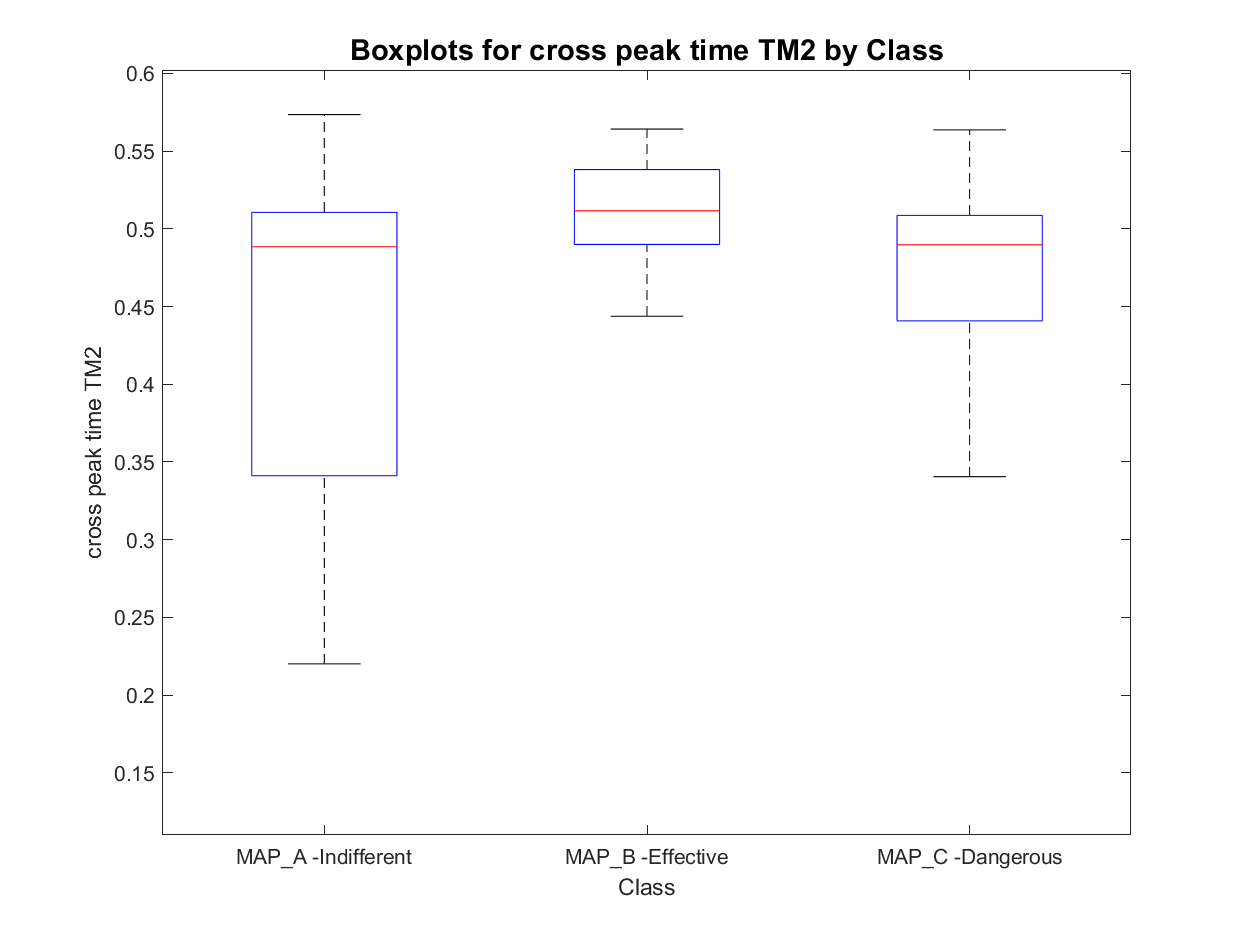 Boxplots for cross peak time TM2 by Class
0.6
0.55
0.5
0.45
0.4
0.35
0.3
0.25
0.2
0.15
cross peak time TM2
MAP_A -Indifferent
MAP_B -Effective
MAP_C -Dangerous
Class